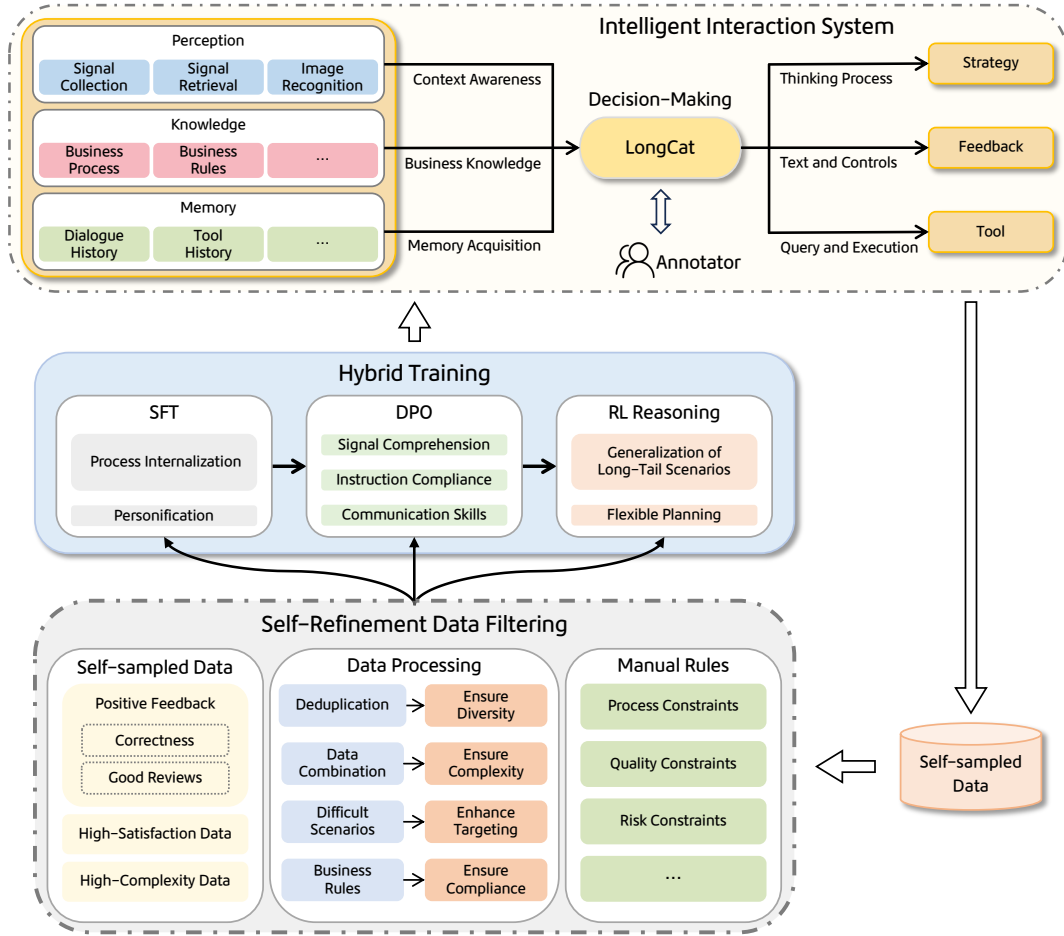 Intelligent Interaction System
Perception
Signal
Collection
Signal
Retrieval
Image
Recognition
Knowledge
Business
Process
Business
Rules
...
Memory
Dialogue
History
Tool
History
...
Context Awareness
Business Knowledge
Memory Acquisition
Decision-Making
LongCat
Annotator
Thinking Process
Text and Controls
Query and Execution
Strategy
Feedback
Tool
Hybrid Training
SFT
Process Internalization
Personification
DPO
Signal Comprehension
Instruction Compliance
Communication Skills
RL Reasoning
Generalization of
Long-Tail Scenarios
Flexible Planning
Self-Refinement Data Filtering
Self-sampled Data
Positive Feedback
Correctness
Good Reviews
High-Satisfaction Data
High-Complexity Data
Data Processing
Deduplication
Ensure
Diversity
Data
Combination
Ensure
Complexity
Difficult
Scenarios
Enhance
Targeting
Business
Rules
Ensure
Compliance
Manual Rules
Process Constraints
Quality Constraints
Risk Constraints
...
Self-sampled
Data